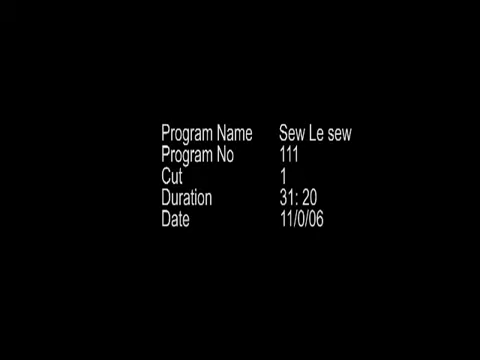 Program Name Sew Le sew
Program No 111
Cut 1
Duration 31: 20
Date 11/0/06